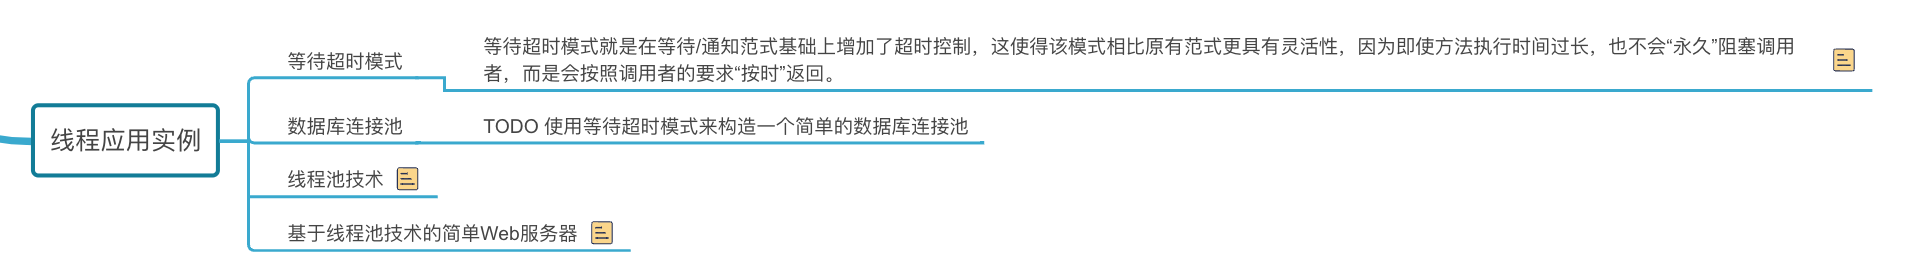 线程应用实例
等待超时模式
等待超时模式就是在等待/通知范式基础上增加了超时控制，这使得该模式相比原有范式更具有灵活性，因为即使方法执行时间过长，也不会“永久”阻塞调用
者，而是会按照调用者的要求“按时”返回。
数据库连接池
TODO 使用等待超时模式来构造一个简单的数据库连接池
线程池技术
基于线程池技术的简单Web服务器